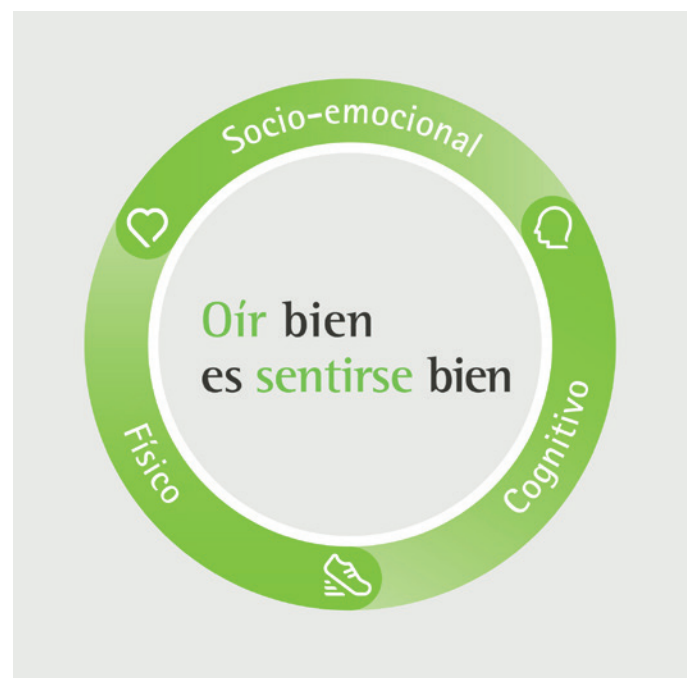 Socio-emocional
Oír bien
es sentirse bien
Físico
Cognitivo